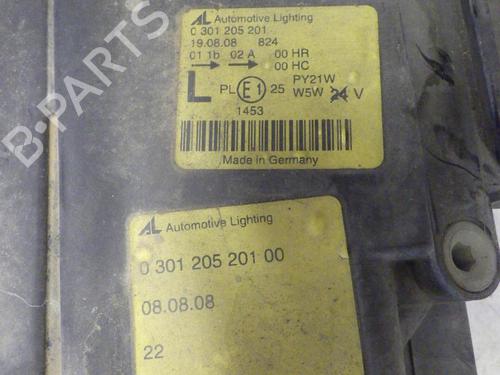 AL Automotive Lighting
0 301 205 201
19.08.08 824
01 1b 02 A 00 HR
00 HC
L PL E1 25 PY21W
W5W 24 V
1453
Made in Germany
AL Automotive Lighting
0 301 205 201 00
08.08.08
22
B-PARTS